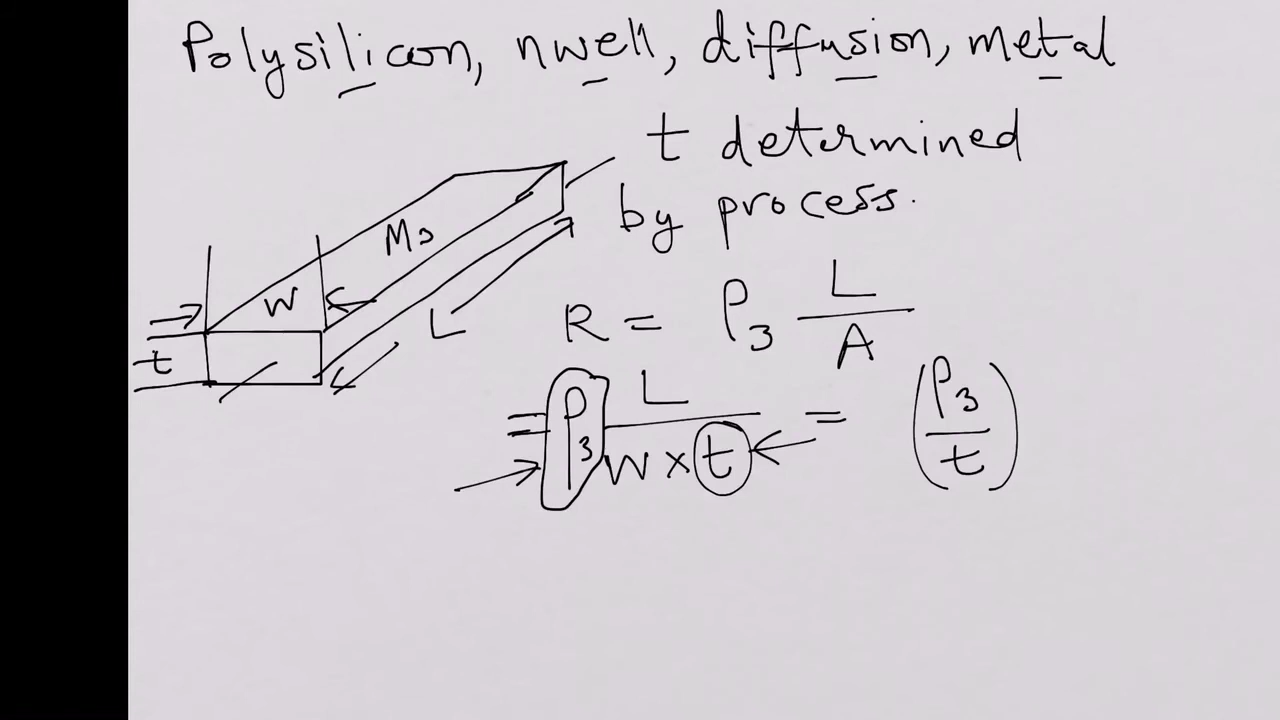 Polysilicon, nwell, diffusion, metal
t determined
by process.
M3
W
L
t
R = ρ3 L/A
= ρ3 L/(W × t) = (ρ3/t)